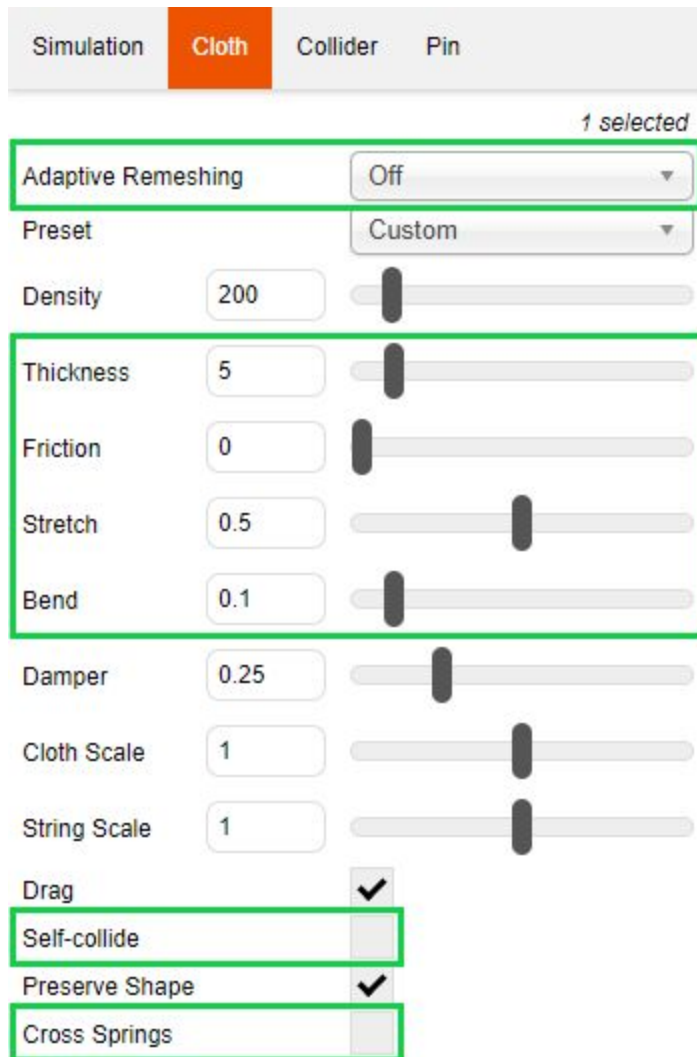 Simulation Cloth Collider Pin
1 selected
Adaptive Remeshing Off
Preset Custom
Density 200
Thickness 5
Friction 0
Stretch 0.5
Bend 0.1
Damper 0.25
Cloth Scale 1
String Scale 1
Drag
Self-collide
Preserve Shape
Cross Springs